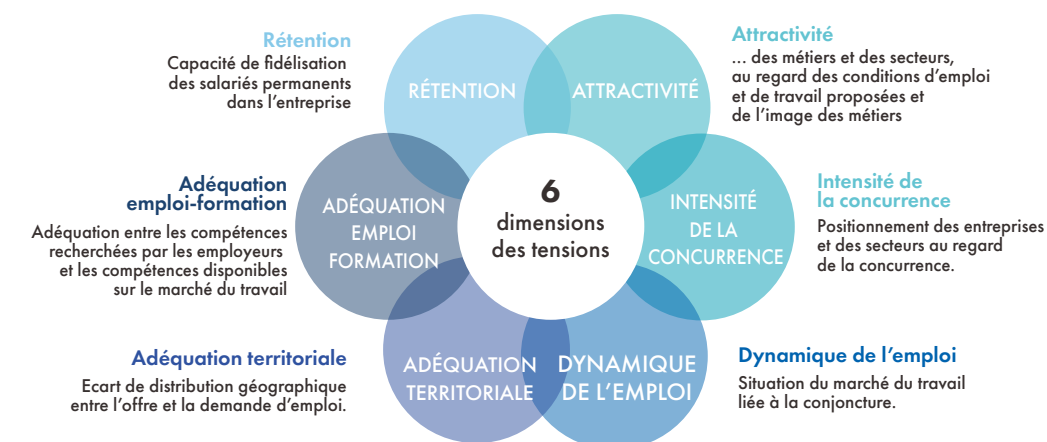 Rétention
Capacité de fidélisation
des salariés permanents
dans l'entreprise
RÉTENTION
ATTRACTIVITÉ
Attractivité
... des métiers et des secteurs,
au regard des conditions d'emploi
et de travail proposées et
de l'image des métiers
Adéquation
emploi-formation
Adéquation entre les compétences
recherchées par les employeurs
et les compétences disponibles
sur le marché du travail
ADÉQUATION
EMPLOI
FORMATION
6
dimensions
des tensions
INTENSITÉ
DE LA
CONCURRENCE
Intensité de
la concurrence
Positionnement des entreprises
et des secteurs au regard
de la concurrence.
Adéquation territoriale
Ecart de distribution géographique
entre l'offre et la demande d'emploi.
ADÉQUATION
TERRITORIALE
DYNAMIQUE
DE L'EMPLOI
Dynamique de l'emploi
Situation du marché du travail
liée à la conjoncture.